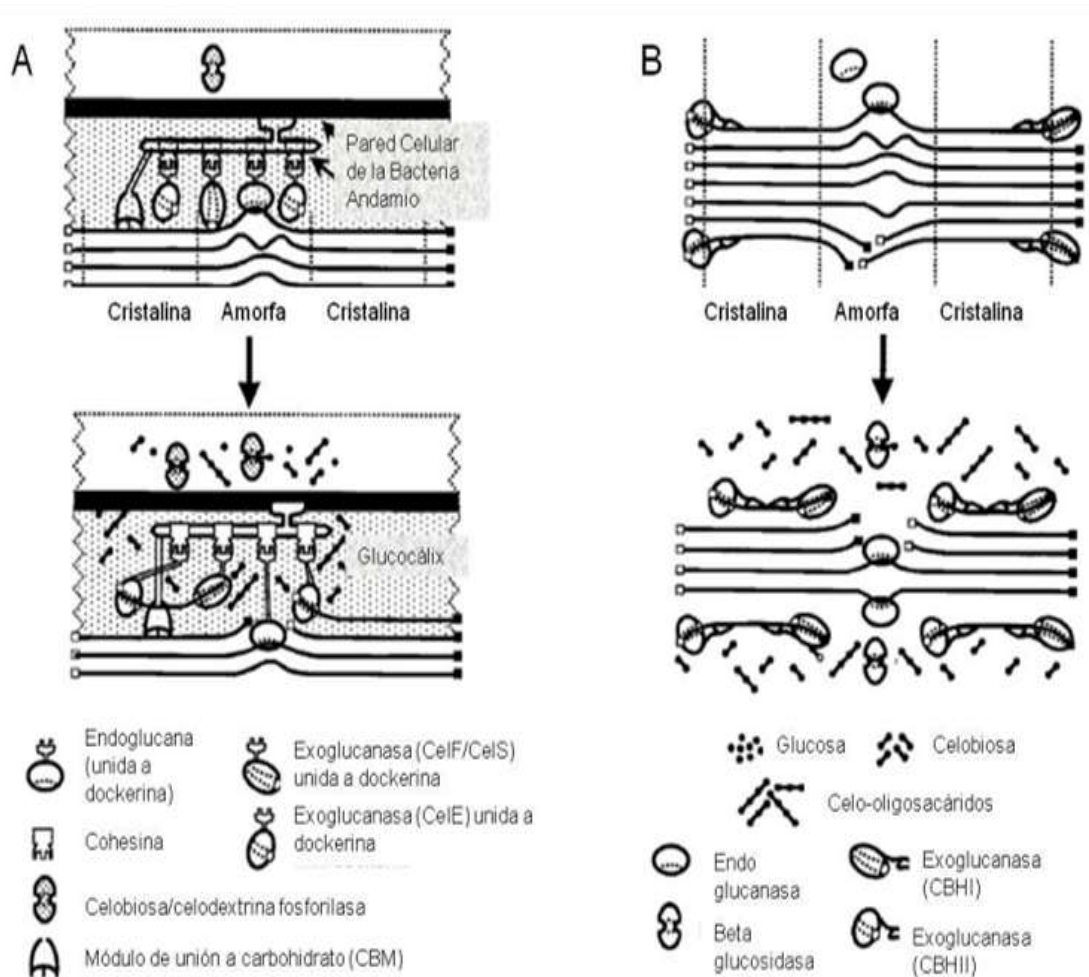 A
Pared Celular
de la Bacteria
Andamio
Cristalina Amorfa Cristalina
Glucocálix
Endoglucana
(unida a
dockerina)
Exoglucanasa (CelF/CelS)
unida a dockerina
Cohesina
Exoglucanasa (CelE) unida a
dockerina
Celobiosa/celodextrina fosforilasa
Módulo de unión a carbohidrato (CBM)
B
Cristalina Amorfa Cristalina
Glucosa Celobiosa
Celo-oligosacáridos
Endo
glucanasa
Exoglucanasa
(CBHI)
Beta
glucosidasa
Exoglucanasa
(CBHII)